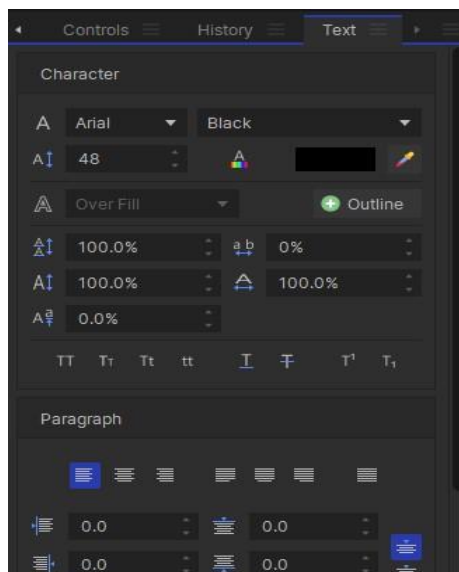 Controls History Text
Character
A Arial Black
A 48 A
A Over Fill Outline
A A 100.0% a b 0%
A 100.0% A 100.0%
A a 0.0%
TT Tт Tt tt T T T¹ T₁
Paragraph
0.0 0.0
0.0 0.0